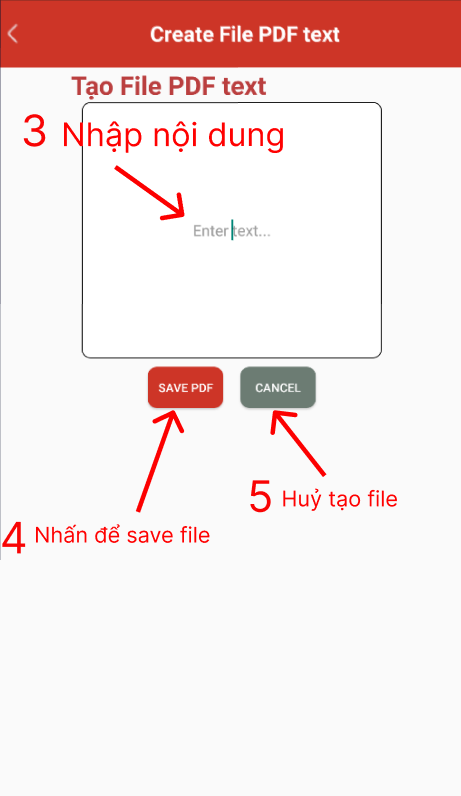 Create File PDF text
Tạo File PDF text
3 Nhập nội dung
Enter text...
SAVE PDF
CANCEL
5 Huỷ tạo file
4 Nhấn để save file